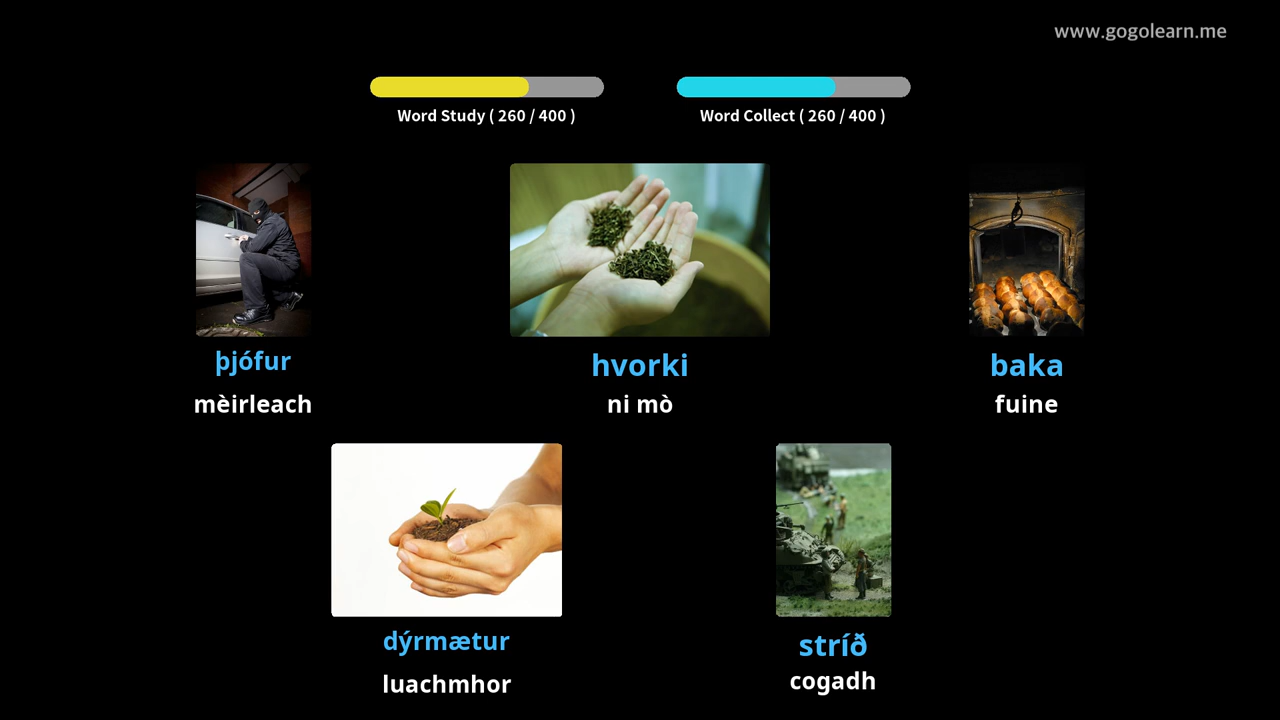 www.gogolearn.me
Word Study ( 260 / 400 )
Word Collect ( 260 / 400 )
þjófur
mèirleach
hvorki
ni mò
baka
fuine
dýrmætur
luachmhor
stríð
cogadh